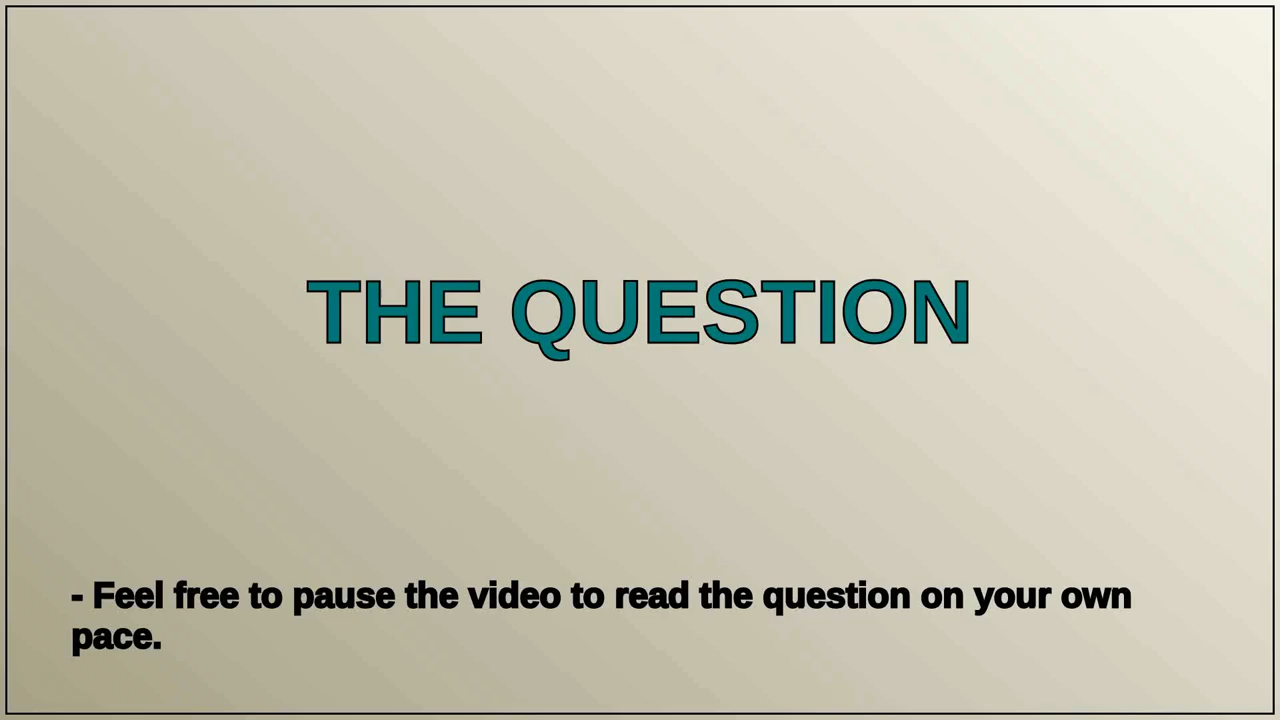 THE QUESTION
- Feel free to pause the video to read the question on your own
pace.